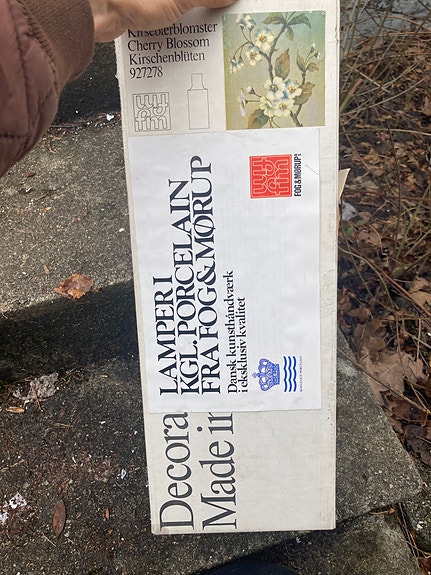 Kirsebærblomster
Cherry Blossom
Kirschenblüten
927278
LAMPER I
KGL. PORCELAIN
FRA FOG & MØRUP
Dansk kunsthåndværk
i eksklusiv kvalitet
FOG & MØRUP
Decora
Made in